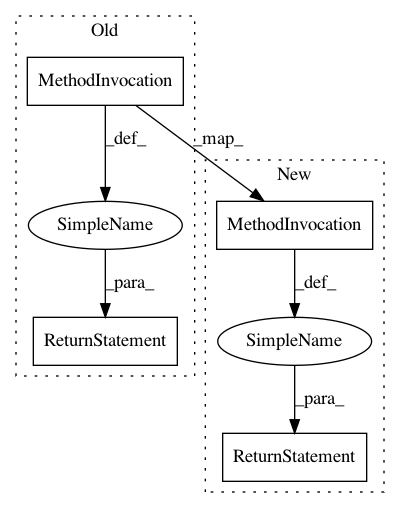 Old
MethodInvocation
_def_
_map_
New
SimpleName
MethodInvocation
_para_
_def_
ReturnStatement
SimpleName
_para_
ReturnStatement